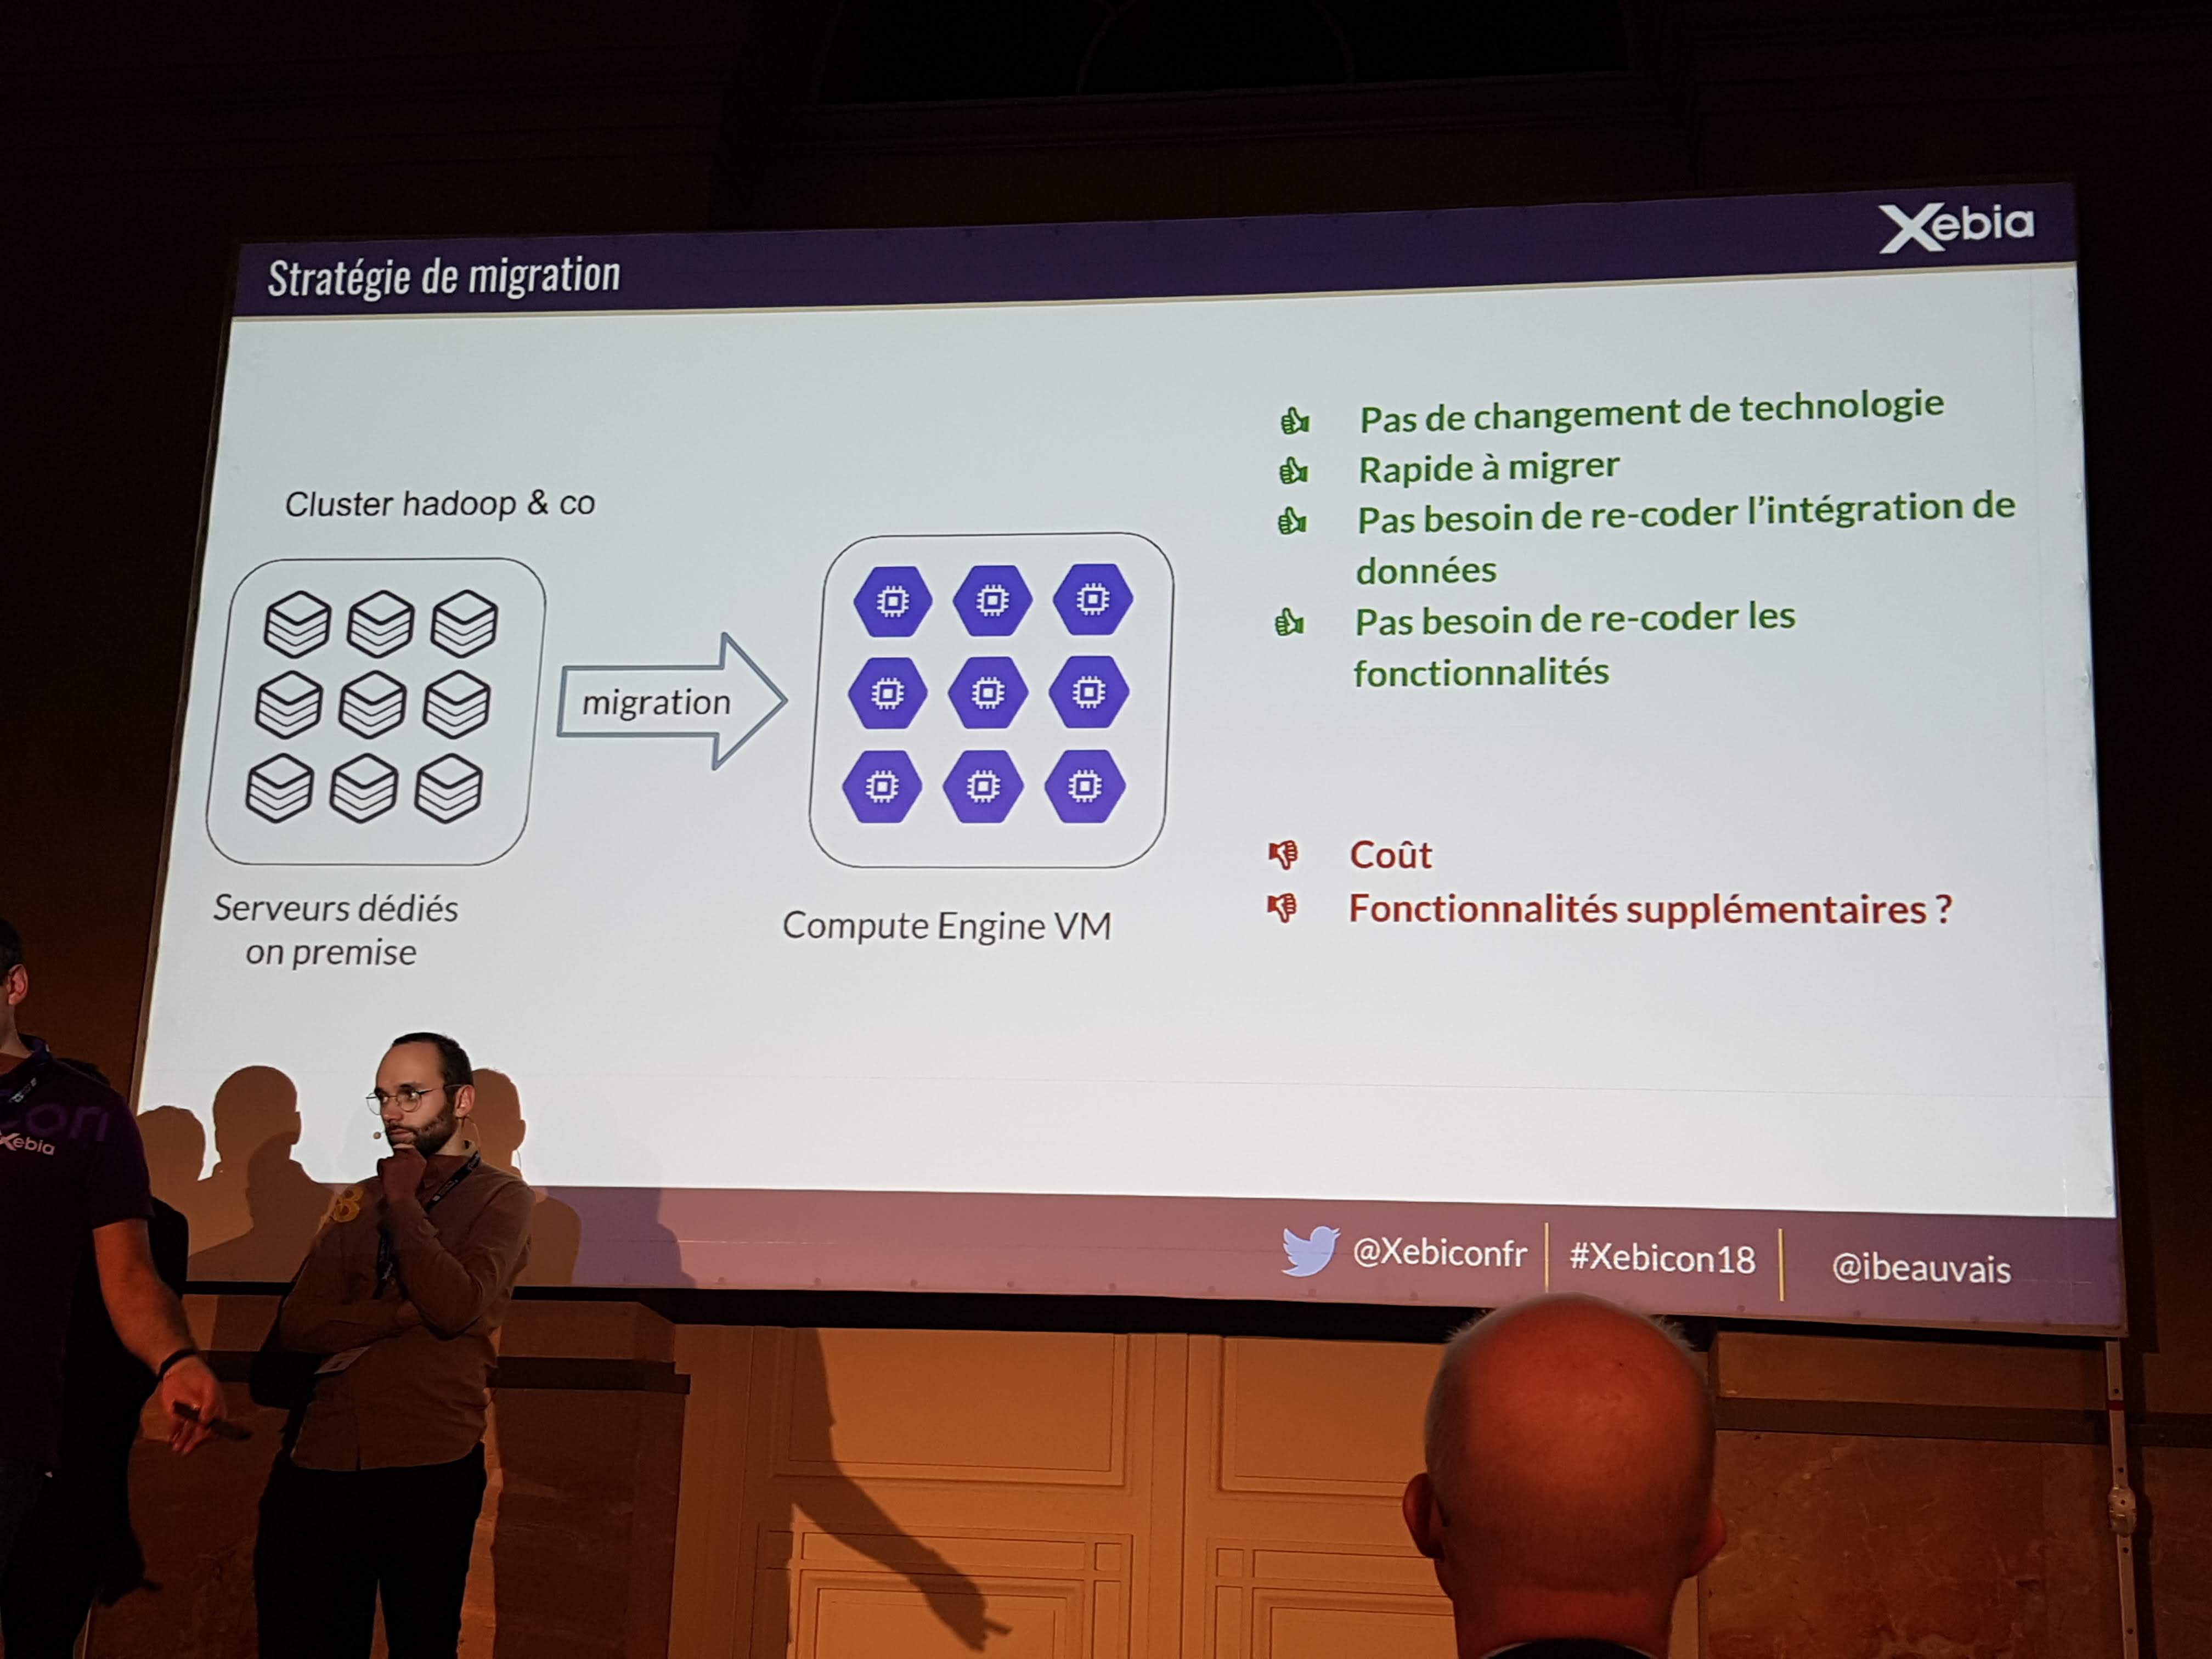 Xebia
Stratégie de migration
Cluster hadoop & co
migration
Serveurs dédiés
on premise
Compute Engine VM
Pas de changement de technologie
Rapide à migrer
Pas besoin de re-coder l'intégration de
données
Pas besoin de re-coder les
fonctionnalités
Coût
Fonctionnalités supplémentaires ?
@Xebiconfr
#Xebicon18
@ibeauvais
on
Xebia